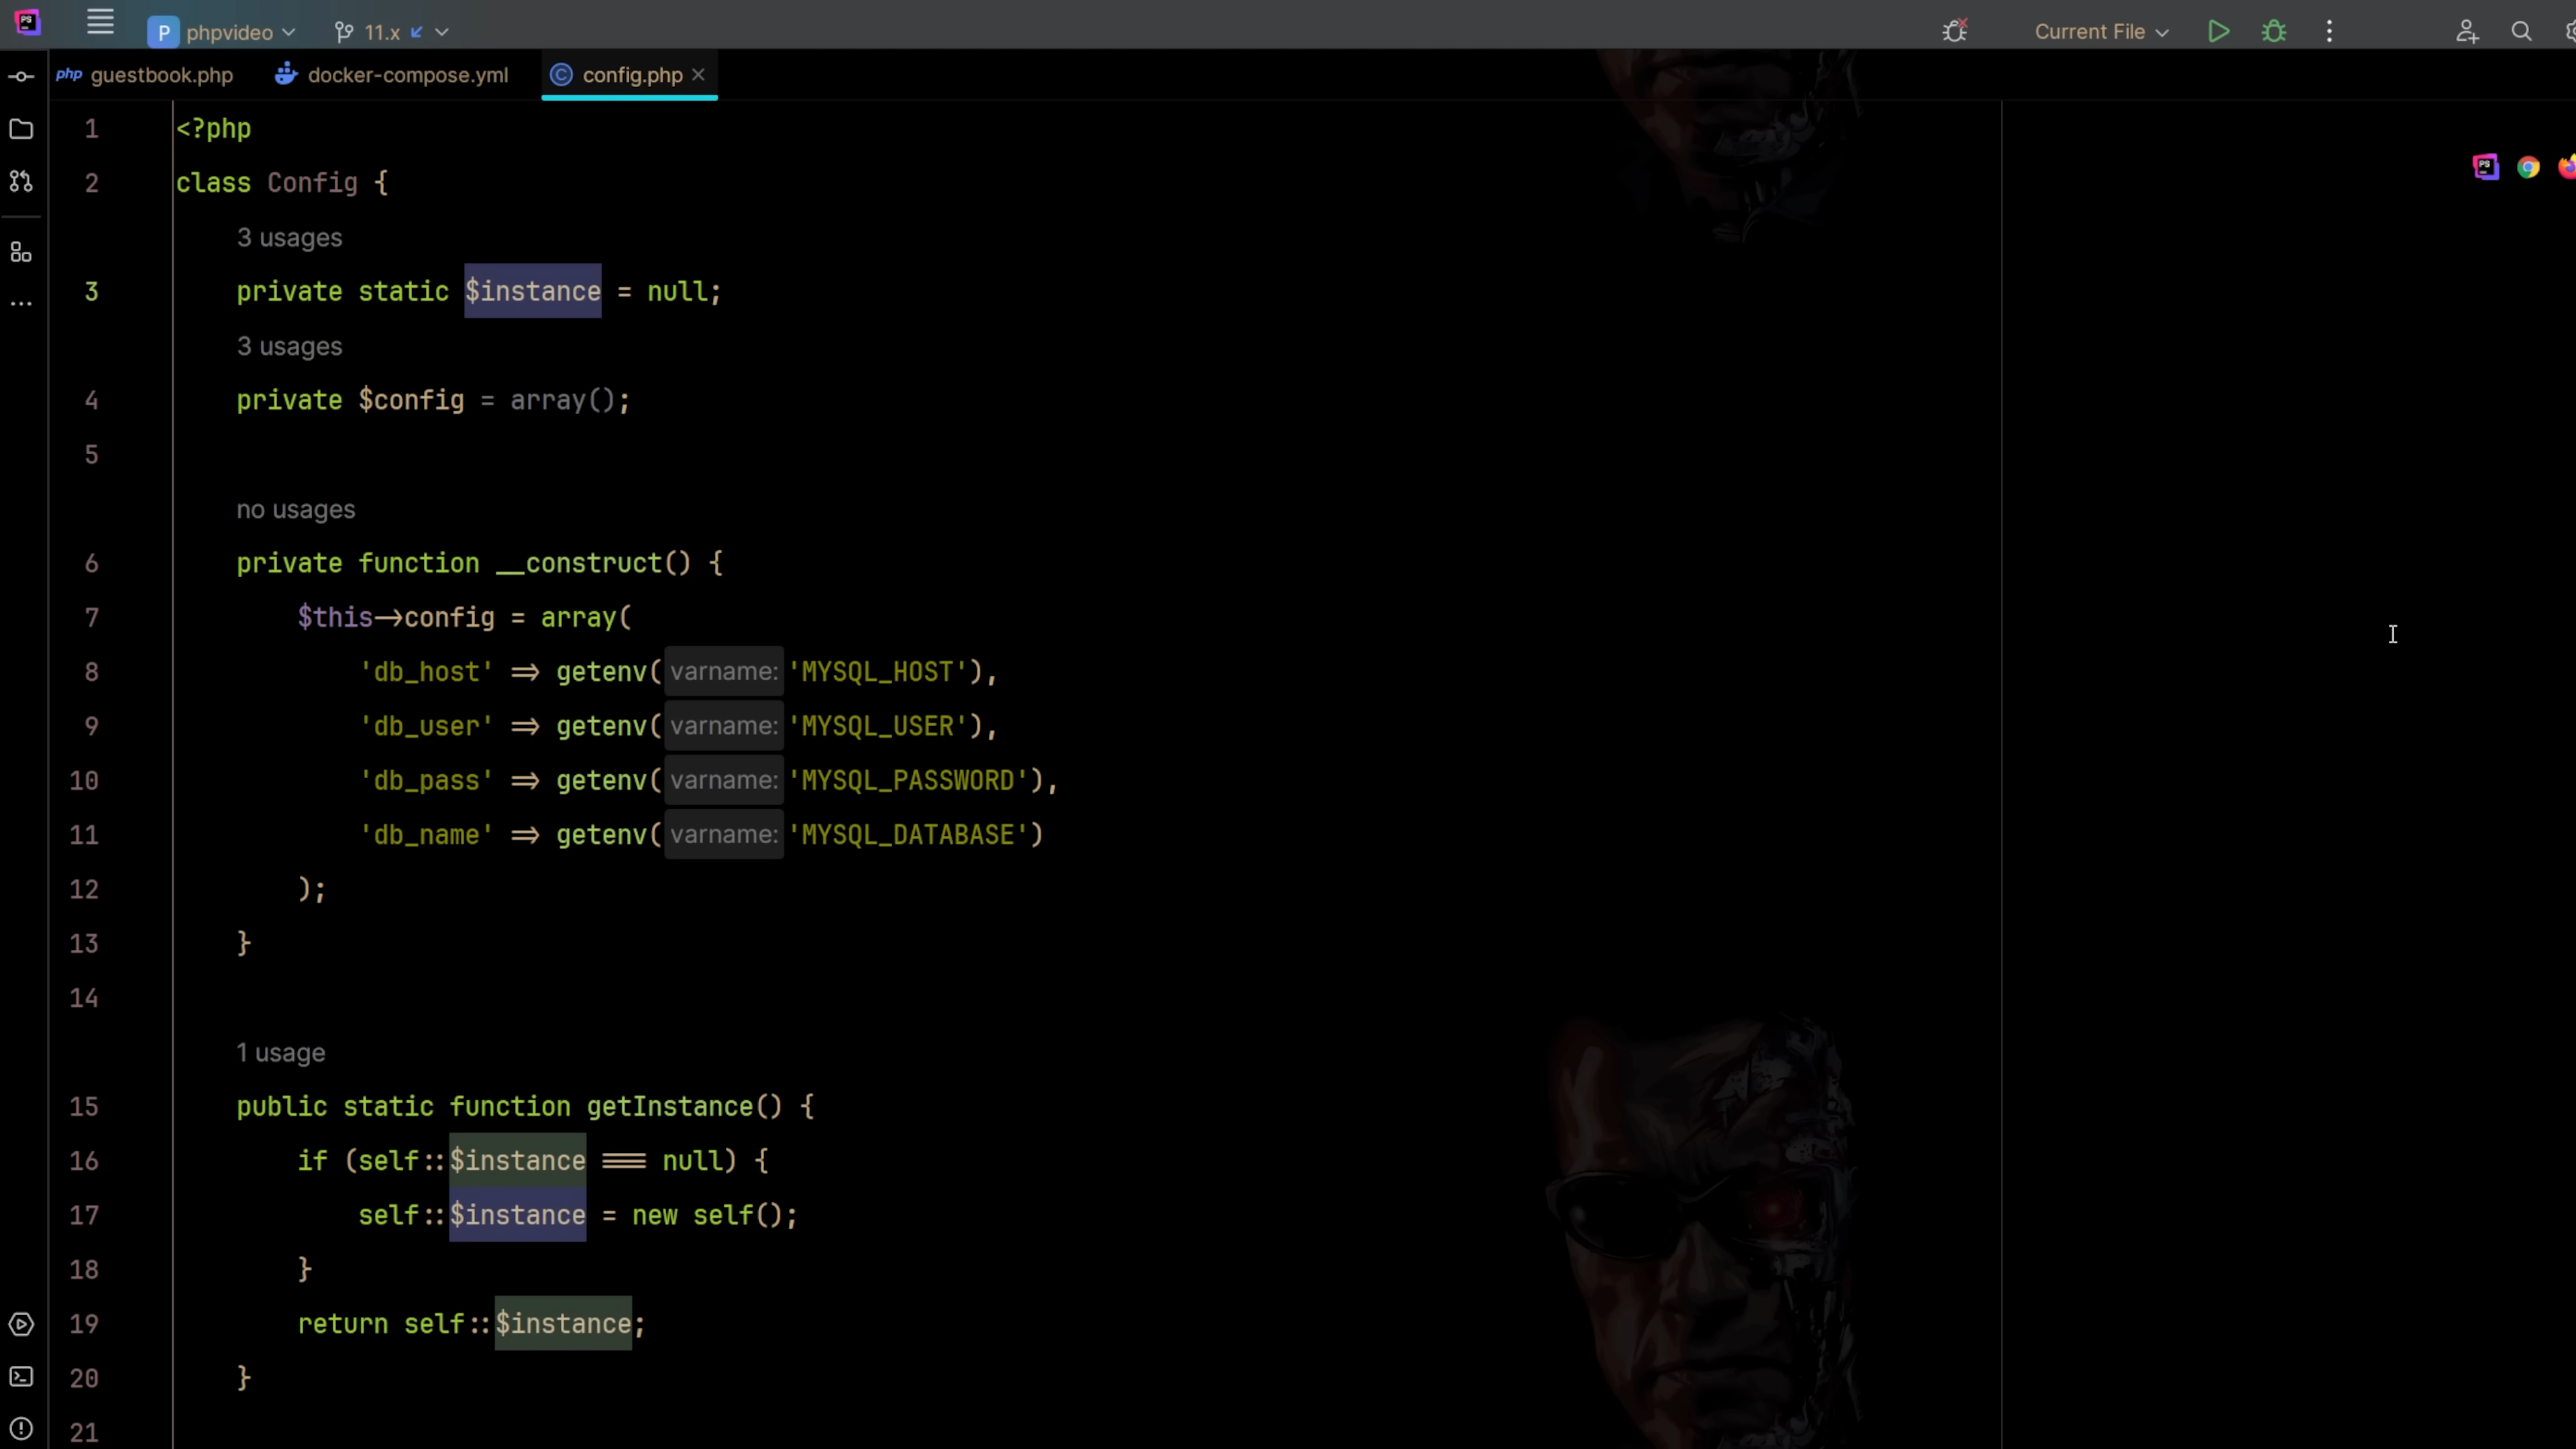 PS P phpvideo 11.x Current File
php guestbook.php docker-compose.yml C config.php
1 <?php
2 class Config {
3 usages
3 private static $instance = null;
3 usages
4 private $config = array();
5
no usages
6 private function __construct() {
7 $this->config = array(
8 'db_host' => getenv( varname: 'MYSQL_HOST'),
9 'db_user' => getenv( varname: 'MYSQL_USER'),
10 'db_pass' => getenv( varname: 'MYSQL_PASSWORD'),
11 'db_name' => getenv( varname: 'MYSQL_DATABASE')
12 );
13 }
14
1 usage
15 public static function getInstance() {
16 if (self::$instance === null) {
17 self::$instance = new self();
18 }
19 return self::$instance;
20 }
21